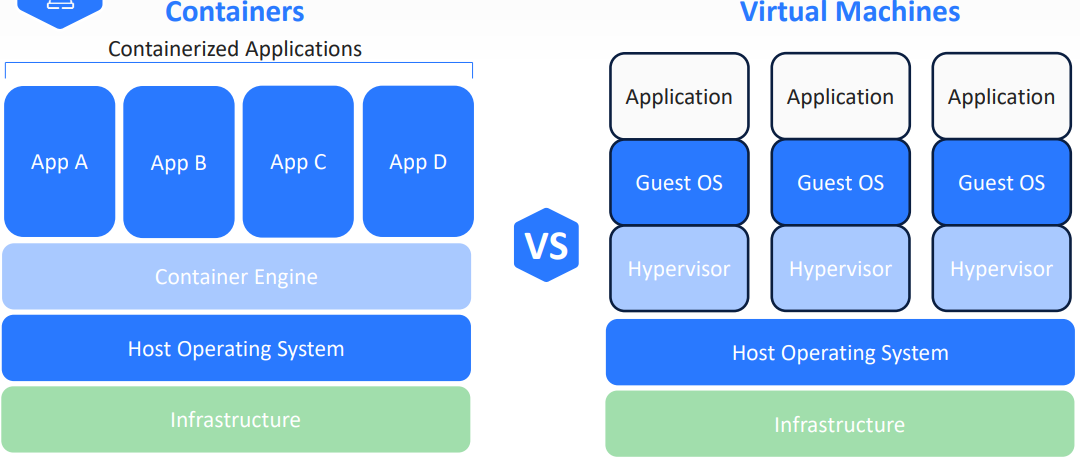 Containers
Containerized Applications
App A
App B
App C
App D
Container Engine
Host Operating System
Infrastructure
VS
Virtual Machines
Application
Application
Application
Guest OS
Guest OS
Guest OS
Hypervisor
Hypervisor
Hypervisor
Host Operating System
Infrastructure